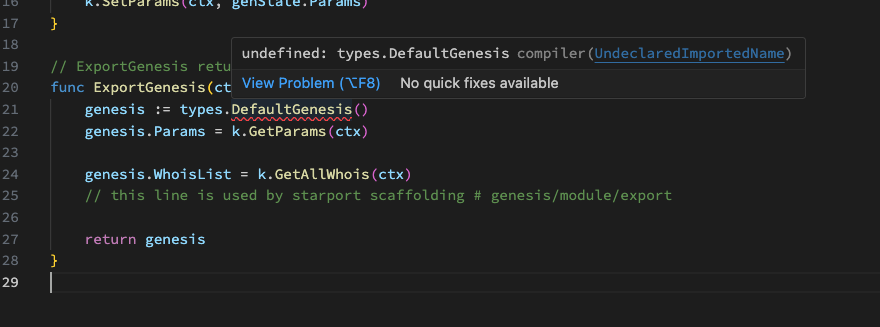 16 k.SetParams(ctx, genState.Params)
17 }
18
undefined: types.DefaultGenesis compiler(UndeclaredImportedName)
View Problem (⌥F8) No quick fixes available
19 // ExportGenesis retu
20 func ExportGenesis(ct
21 genesis := types.DefaultGenesis()
22 genesis.Params = k.GetParams(ctx)
23
24 genesis.WhoisList = k.GetAllWhois(ctx)
25 // this line is used by starport scaffolding # genesis/module/export
26
27 return genesis
28 }
29